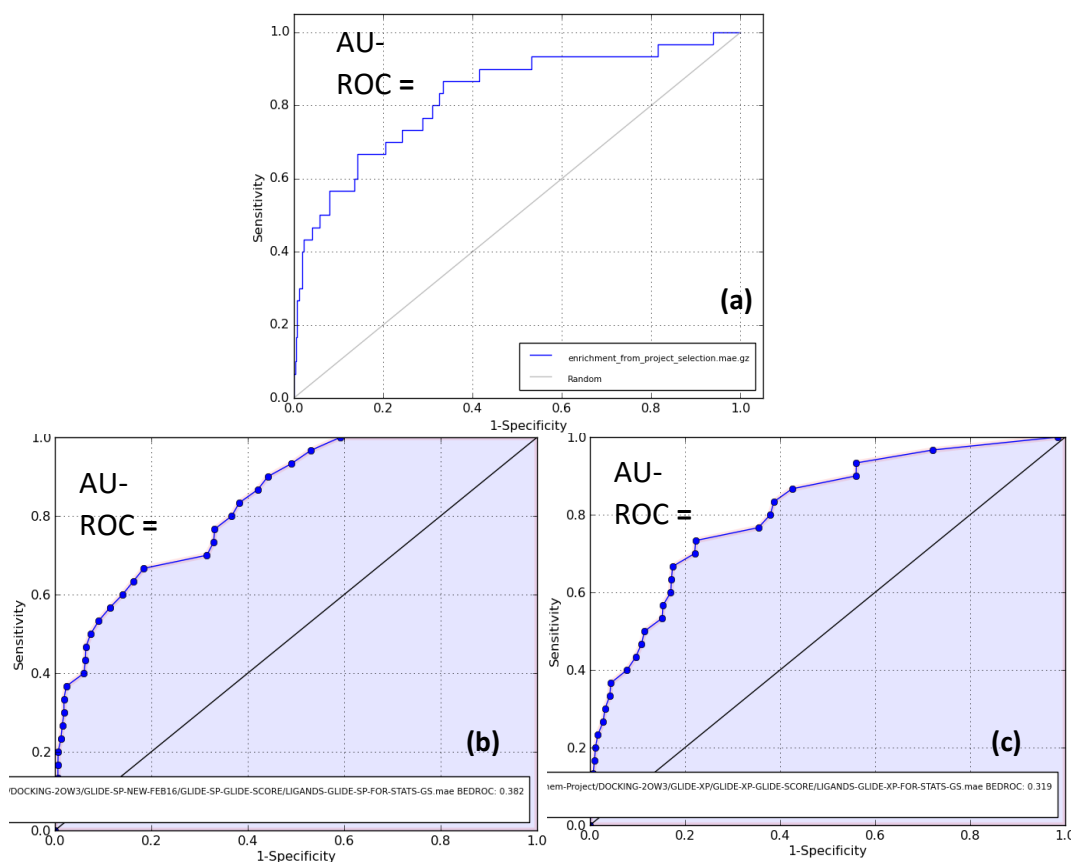 AU-
ROC =
1.0
0.8
0.6
0.4
0.2
0.0
Sensitivity
(a)
enrichment_from_project_selection.mae.gz
Random
0.0 0.2 0.4 0.6 0.8 1.0
1-Specificity
AU-
ROC =
1.0
0.8
0.6
0.4
0.2
0.0
Sensitivity
(b)
/DOCKING-2OW3/GLIDE-SP-NEW-FEB16/GLIDE-SP-GLIDE-SCORE/LIGANDS-GLIDE-SP-FOR-STATS-GS.mae BEDROC: 0.382
0.2 0.4 0.6 0.8 1.0
1-Specificity
AU-
ROC =
1.0
0.8
0.6
0.4
0.2
0.0
Sensitivity
(c)
hem-Project/DOCKING-2OW3/GLIDE-XP/GLIDE-XP-GLIDE-SCORE/LIGANDS-GLIDE-XP-FOR-STATS-GS.mae BEDROC: 0.319
0.2 0.4 0.6 0.8 1.0
1-Specificity